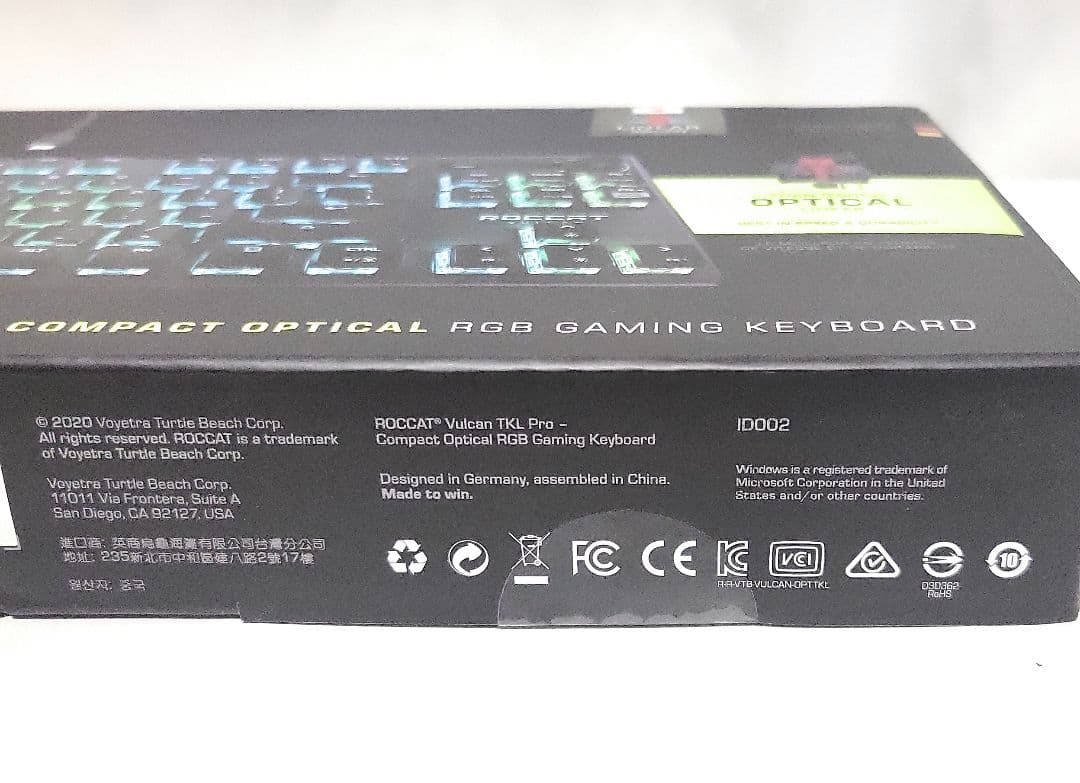 OPTICAL
ROCCAT
COMPACT OPTICAL RGB GAMING KEYBOARD
© 2020 Voyetra Turtle Beach Corp.
All rights reserved. ROCCAT is a trademark
of Voyetra Turtle Beach Corp.
Voyetra Turtle Beach Corp.
11011 Via Frontera, Suite A
San Diego, CA 92127, USA
進口商: 英商烏龜海灘有限公司台灣分公司
地址: 235新北市中和區建八路2號17樓
원산지: 중국
ROCCAT® Vulcan TKL Pro –
Compact Optical RGB Gaming Keyboard
Designed in Germany, assembled in China.
Made to win.
ID002
Windows is a registered trademark of
Microsoft Corporation in the United
States and/or other countries.
FC CE KC VCI 10
R-R-VTB-VULCAN-OPTTKL
D3D362
RoHS